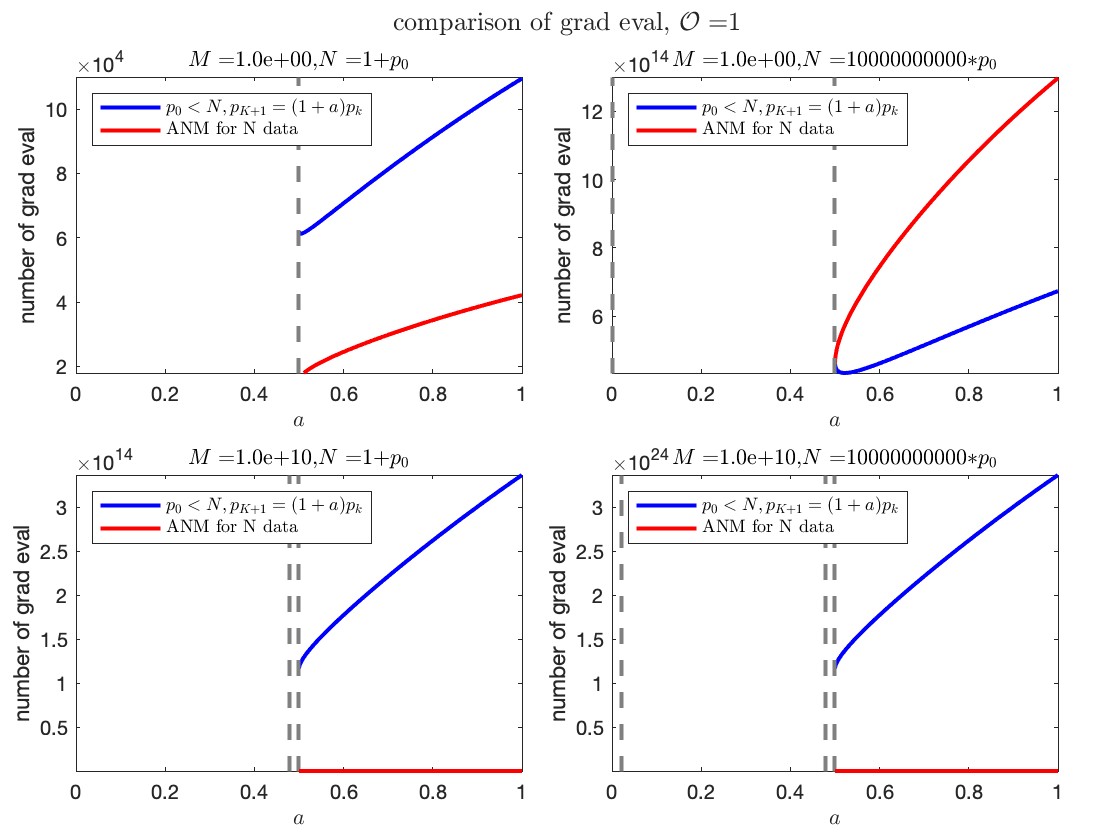 comparison of grad eval, 𝒪 =1
×10⁴
M =1.0e+00,N =1+p₀
10
8
6
4
2
number of grad eval
p₀ < N, p_{K+1} = (1 + a)p_k
ANM for N data
0 0.2 0.4 0.6 0.8 1
a
×10¹⁴ M =1.0e+00,N =10000000000*p₀
12
10
8
6
number of grad eval
p₀ < N, p_{K+1} = (1 + a)p_k
ANM for N data
0 0.2 0.4 0.6 0.8 1
a
×10¹⁴
M =1.0e+10,N =1+p₀
3
2.5
2
1.5
1
0.5
number of grad eval
p₀ < N, p_{K+1} = (1 + a)p_k
ANM for N data
0 0.2 0.4 0.6 0.8 1
a
×10²⁴ M =1.0e+10,N =10000000000*p₀
3
2.5
2
1.5
1
0.5
number of grad eval
p₀ < N, p_{K+1} = (1 + a)p_k
ANM for N data
0 0.2 0.4 0.6 0.8 1
a